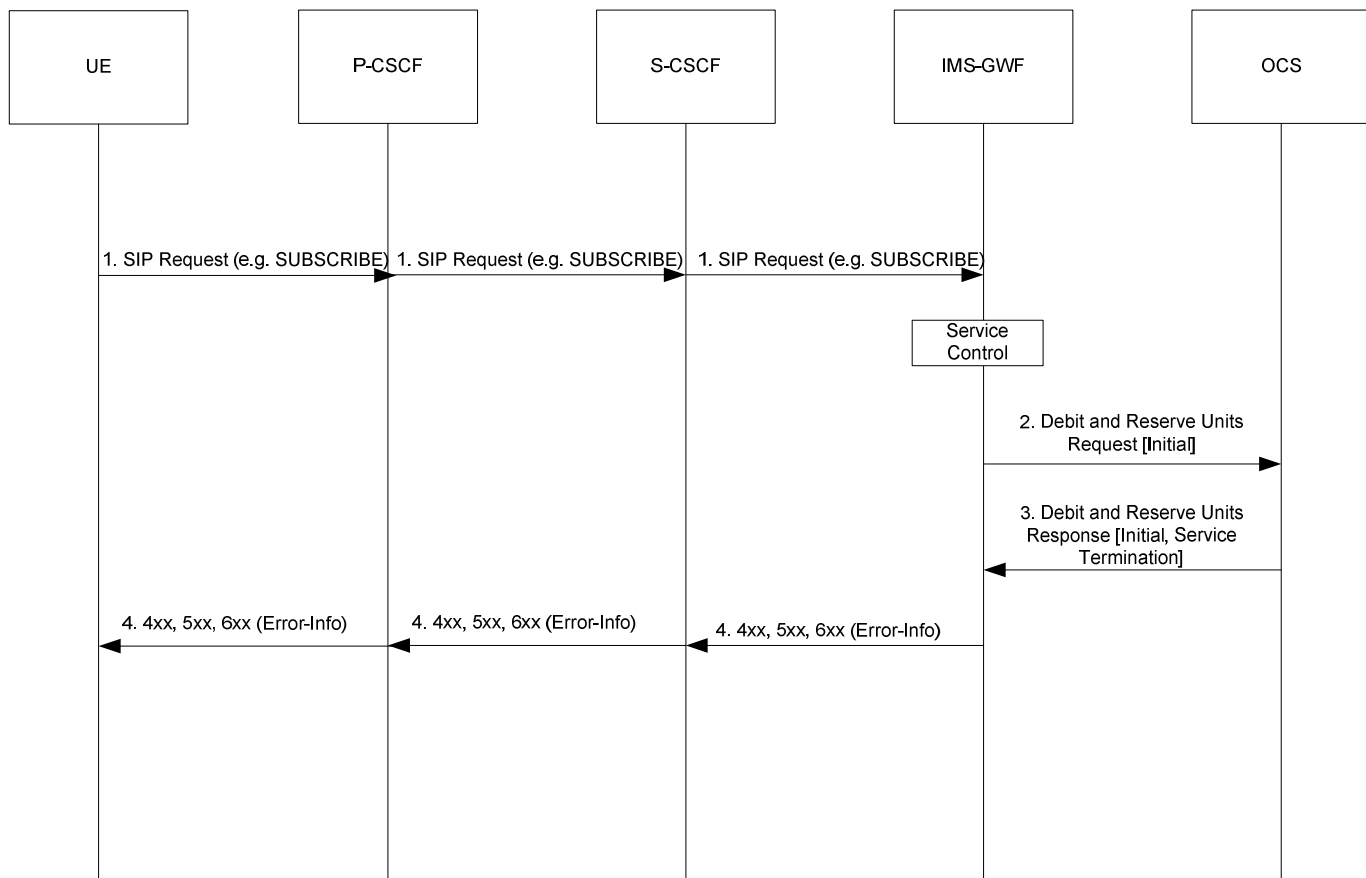 UE
P-CSCF
S-CSCF
IMS-GWF
OCS
1. SIP Request (e.g. SUBSCRIBE)
1. SIP Request (e.g. SUBSCRIBE)
1. SIP Request (e.g. SUBSCRIBE)
Service
Control
2. Debit and Reserve Units
Request [Initial]
3. Debit and Reserve Units
Response [Initial, Service
Termination]
4. 4xx, 5xx, 6xx (Error-Info)
4. 4xx, 5xx, 6xx (Error-Info)
4. 4xx, 5xx, 6xx (Error-Info)